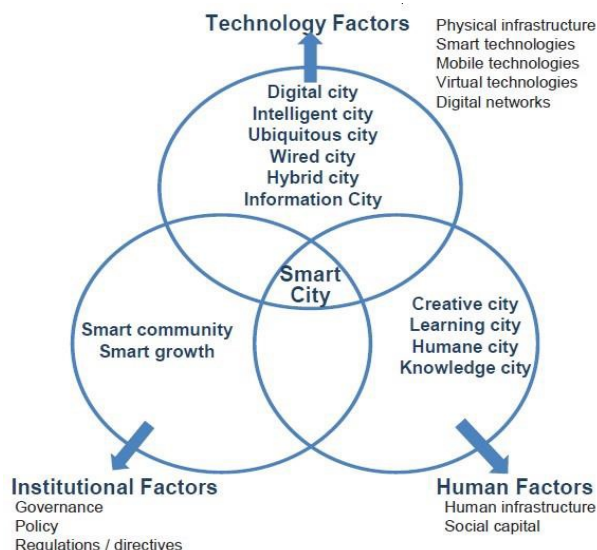 Technology Factors
Physical infrastructure
Smart technologies
Mobile technologies
Virtual technologies
Digital networks
Digital city
Intelligent city
Ubiquitous city
Wired city
Hybrid city
Information City
Smart
City
Smart community
Smart growth
Creative city
Learning city
Humane city
Knowledge city
Institutional Factors
Governance
Policy
Regulations / directives
Human Factors
Human infrastructure
Social capital